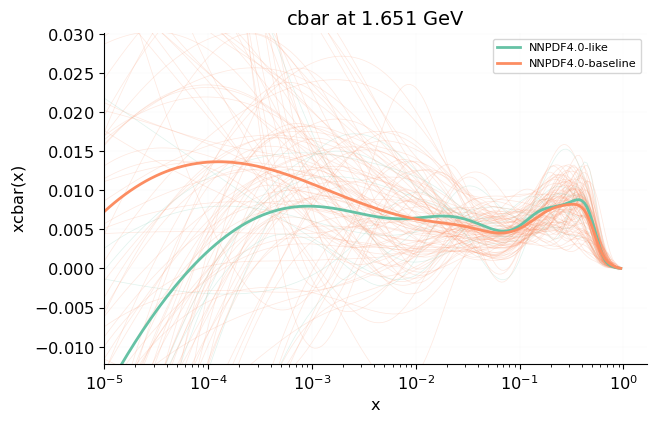 cbar at 1.651 GeV
NNPDF4.0-like
NNPDF4.0-baseline
xcbar(x)
0.030
0.025
0.020
0.015
0.010
0.005
0.000
−0.005
−0.010
10⁻⁵ 10⁻⁴ 10⁻³ 10⁻² 10⁻¹ 10⁰
x